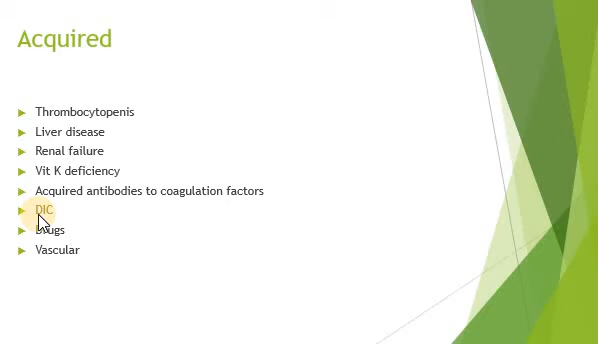 Acquired
Thrombocytopenis
Liver disease
Renal failure
Vit K deficiency
Acquired antibodies to coagulation factors
DIC
Drugs
Vascular